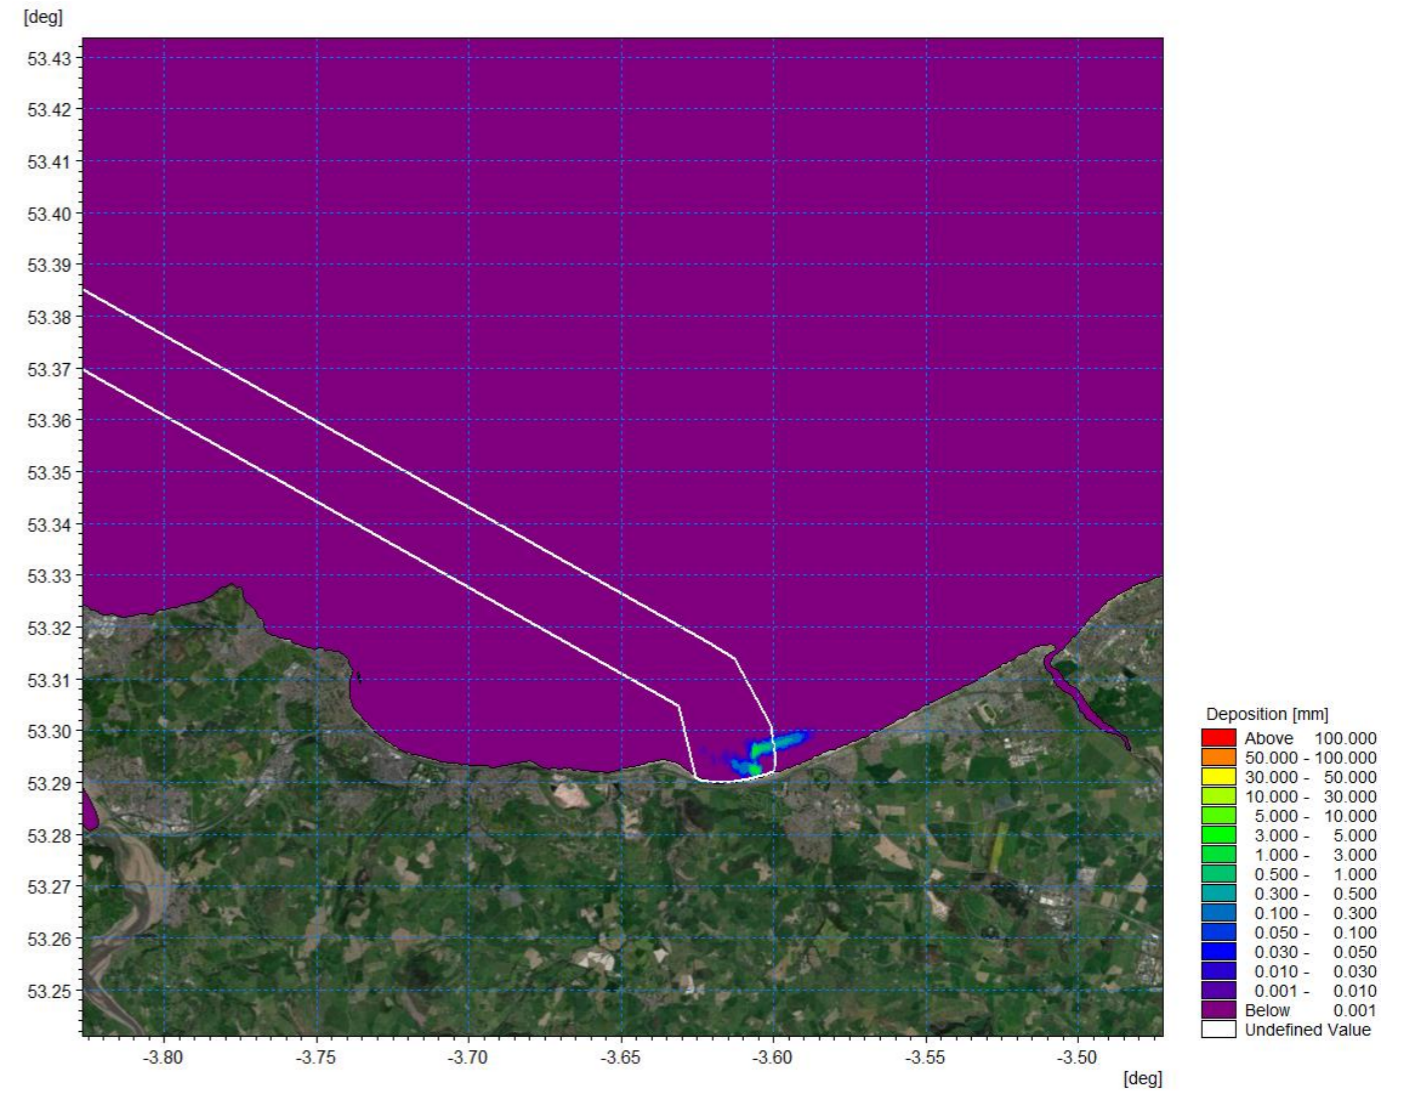 [deg]
53.43
53.42
53.41
53.40
53.39
53.38
53.37
53.36
53.35
53.34
53.33
53.32
53.31
53.30
53.29
53.28
53.27
53.26
53.25
-3.80 -3.75 -3.70 -3.65 -3.60 -3.55 -3.50
[deg]
Deposition [mm]
Above 100.000
50.000 - 100.000
30.000 - 50.000
10.000 - 30.000
5.000 - 10.000
3.000 - 5.000
1.000 - 3.000
0.500 - 1.000
0.300 - 0.500
0.100 - 0.300
0.050 - 0.100
0.030 - 0.050
0.010 - 0.030
0.001 - 0.010
Below 0.001
Undefined Value